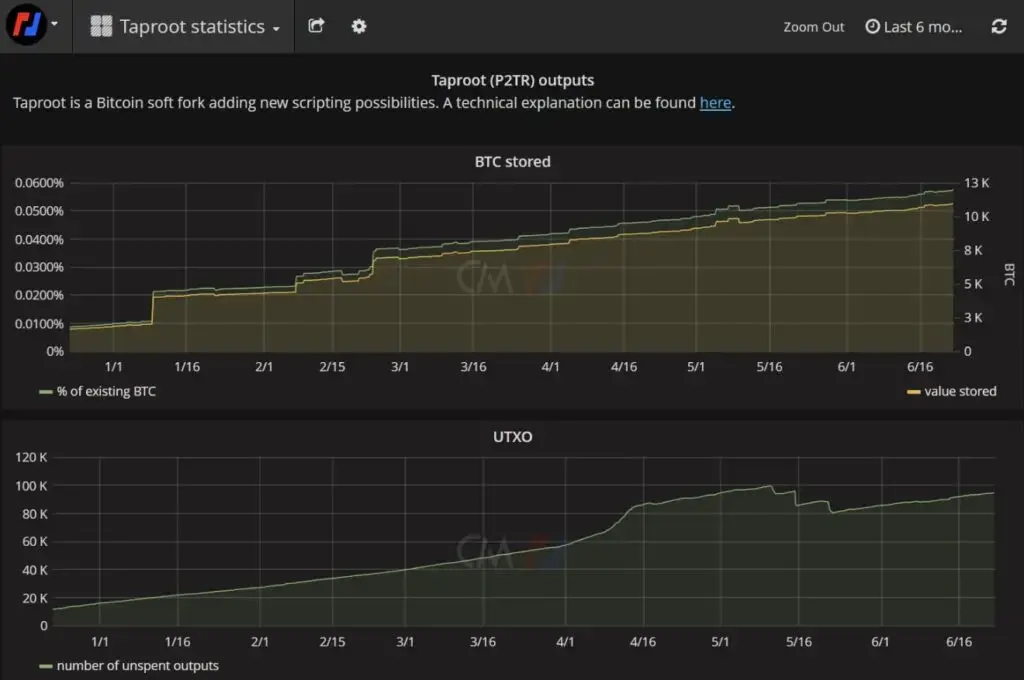 Taproot statistics
Zoom Out
Last 6 mo...
Taproot (P2TR) outputs
Taproot is a Bitcoin soft fork adding new scripting possibilities. A technical explanation can be found here.
BTC stored
0.0600%
0.0500%
0.0400%
0.0300%
0.0200%
0.0100%
0%
13 K
10 K
8 K
5 K
3 K
0
BTC
CM
1/1 1/16 2/1 2/15 3/1 3/16 4/1 4/16 5/1 5/16 6/1 6/16
% of existing BTC
value stored
UTXO
120 K
100 K
80 K
60 K
40 K
20 K
0
CM
1/1 1/16 2/1 2/15 3/1 3/16 4/1 4/16 5/1 5/16 6/1 6/16
number of unspent outputs